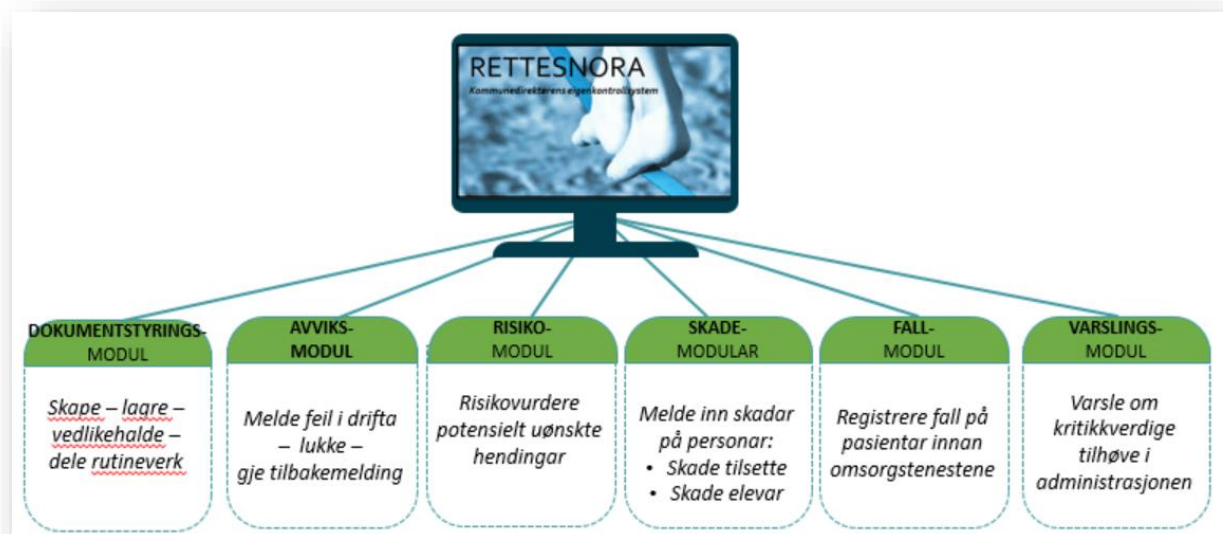 RETTESNORA
Kommunedirektørens eigenkontrollsystem
DOKUMENTSTYRINGS-
MODUL
Skape – lagre –
vedlikehalde –
dele rutineverk
AVVIKS-
MODUL
Melde feil i drifta
– lukke –
gje tilbakemelding
RISIKO-
MODUL
Risikovurdere
potensielt uønskte
hendingar
SKADE-
MODULAR
Melde inn skadar
på personar:
• Skade tilsette
• Skade elevar
FALL-
MODUL
Registrere fall på
pasientar innan
omsorgstenestene
VARSLINGS-
MODUL
Varsle om
kritikkverdige
tilhøve i
administrasjonen